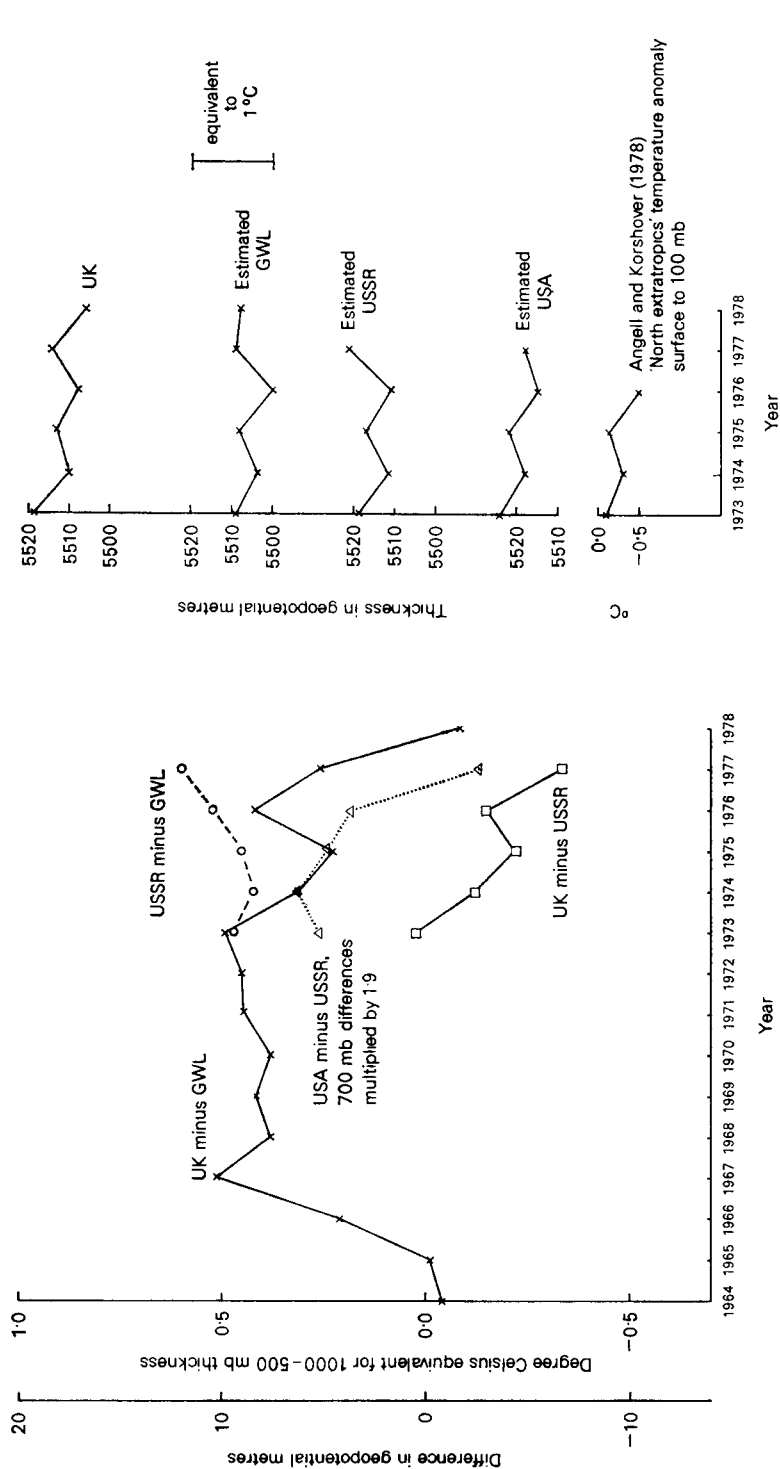 20
10
0
−10
Difference in geopotential metres
1·0
0·5
0·0
−0·5
Degree Celsius equivalent for 1000–500 mb thickness
UK minus GWL
USSR minus GWL
USA minus USSR,
700 mb differences
multiplied by 1·9
UK minus USSR
1964 1965 1966 1967 1968 1969 1970 1971 1972 1973 1974 1975 1976 1977 1978
Year
5520
5510
5500
5510
5500
5520
5510
5500
5520
5510
Thickness in geopotential metres
0·0
−0·5
°C
UK
Estimated
GWL
equivalent
to
1°C
Estimated
USSR
Estimated
USA
Angell and Korshover (1978)
'North extratropics' temperature anomaly
surface to 100 mb
1973 1974 1975 1976 1977 1978
Year